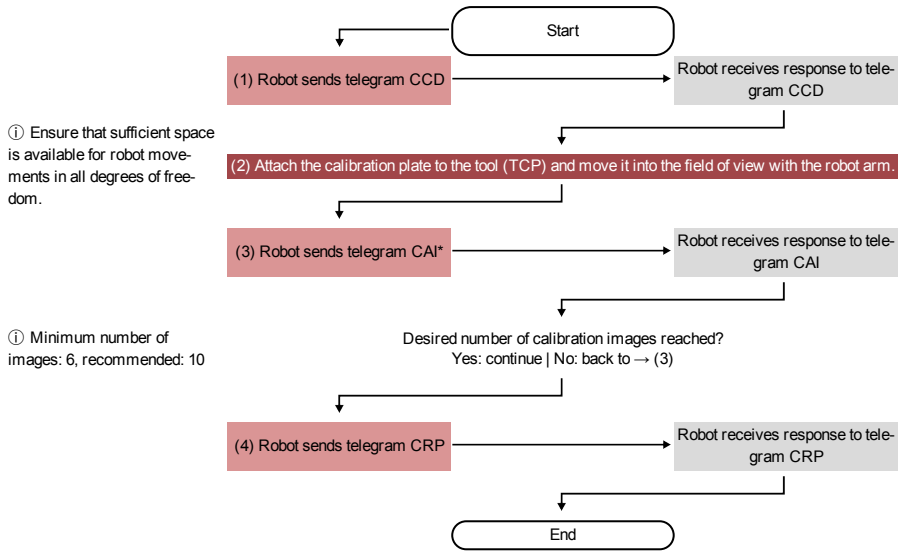 Start
(1) Robot sends telegram CCD
Robot receives response to tele-
gram CCD
ⓘ Ensure that sufficient space
is available for robot move-
ments in all degrees of free-
dom.
(2) Attach the calibration plate to the tool (TCP) and move it into the field of view with the robot arm.
(3) Robot sends telegram CAI*
Robot receives response to tele-
gram CAI
ⓘ Minimum number of
images: 6, recommended: 10
Desired number of calibration images reached?
Yes: continue | No: back to → (3)
(4) Robot sends telegram CRP
Robot receives response to tele-
gram CRP
End